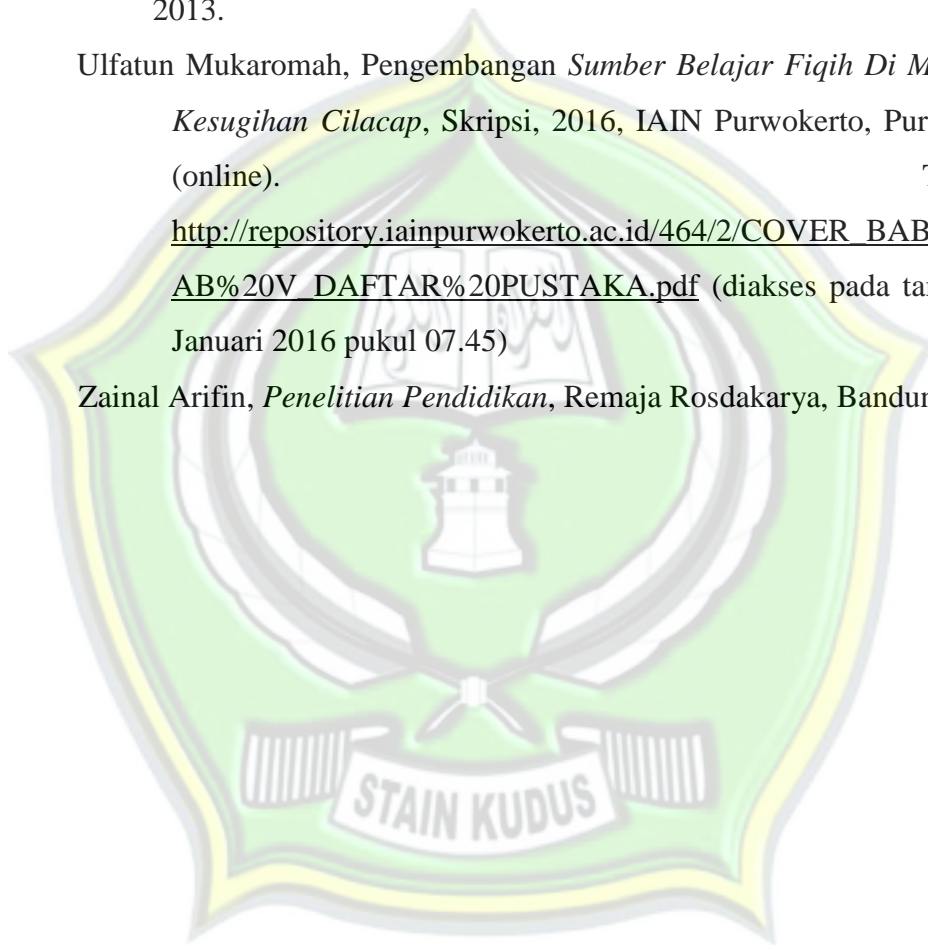 2013.
Ulfatun Mukaromah, Pengembangan Sumber Belajar Fiqih Di M
Kesugihan Cilacap, Skripsi, 2016, IAIN Purwokerto, Pur
(online). T
http://repository.iainpurwokerto.ac.id/464/2/COVER_BAB
AB%20V_DAFTAR%20PUSTAKA.pdf (diakses pada ta
Januari 2016 pukul 07.45)
Zainal Arifin, Penelitian Pendidikan, Remaja Rosdakarya, Bandu
STAIN KUDUS